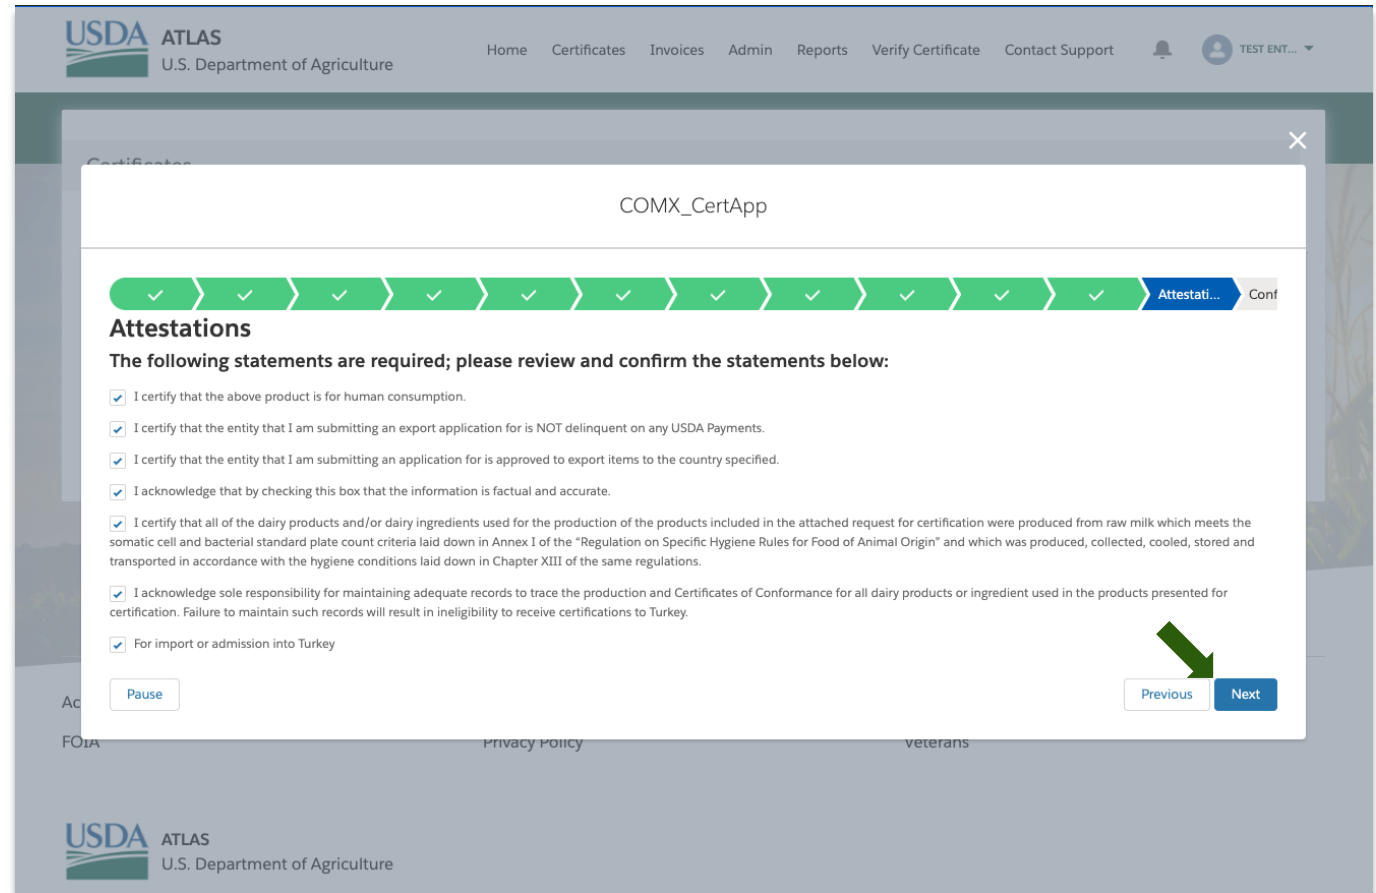 USDA ATLAS
U.S. Department of Agriculture
Home Certificates Invoices Admin Reports Verify Certificate Contact Support TEST ENT...
Certificates
COMX_CertApp
Attestati... Conf
Attestations
The following statements are required; please review and confirm the statements below:
I certify that the above product is for human consumption.
I certify that the entity that I am submitting an export application for is NOT delinquent on any USDA Payments.
I certify that the entity that I am submitting an application for is approved to export items to the country specified.
I acknowledge that by checking this box that the information is factual and accurate.
I certify that all of the dairy products and/or dairy ingredients used for the production of the products included in the attached request for certification were produced from raw milk which meets the
somatic cell and bacterial standard plate count criteria laid down in Annex I of the “Regulation on Specific Hygiene Rules for Food of Animal Origin” and which was produced, collected, cooled, stored and
transported in accordance with the hygiene conditions laid down in Chapter XIII of the same regulations.
I acknowledge sole responsibility for maintaining adequate records to trace the production and Certificates of Conformance for all dairy products or ingredient used in the products presented for
certification. Failure to maintain such records will result in ineligibility to receive certifications to Turkey.
For import or admission into Turkey
Pause Previous Next
Ac
FOIA Privacy Policy Veterans
USDA ATLAS
U.S. Department of Agriculture